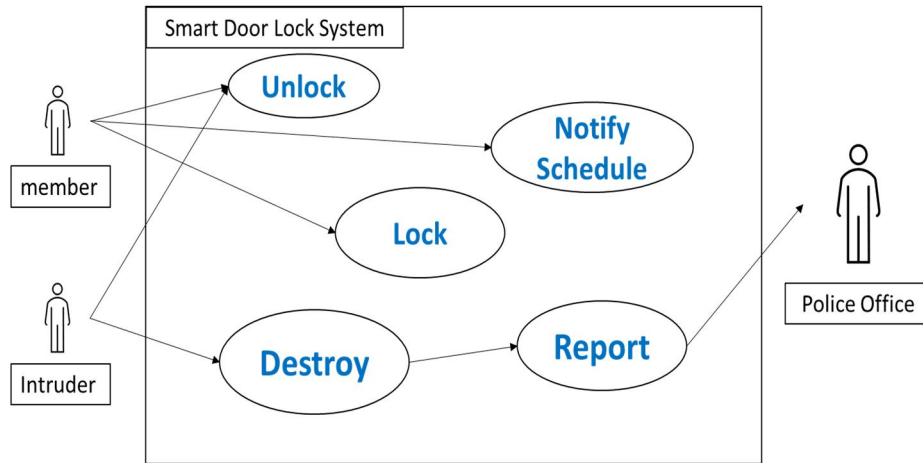 Smart Door Lock System
Unlock
Notify
Schedule
member
Lock
Police Office
Intruder
Destroy
Report